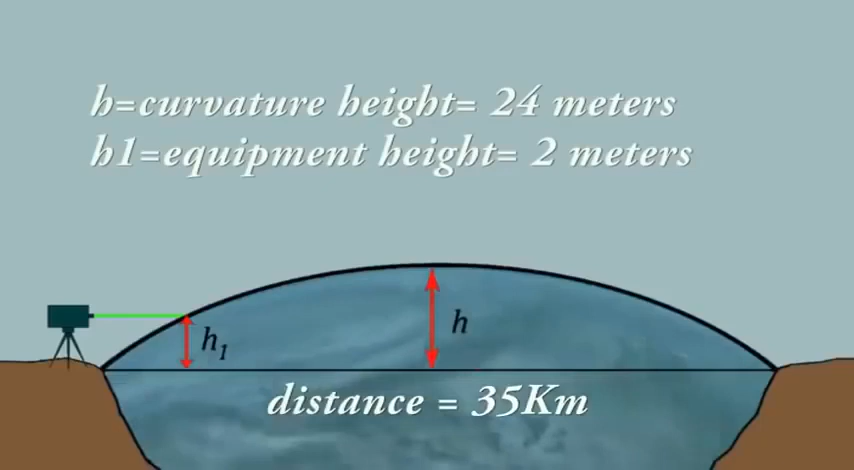 h=curvature height= 24 meters
h1=equipment height= 2 meters
h1
h
distance = 35Km